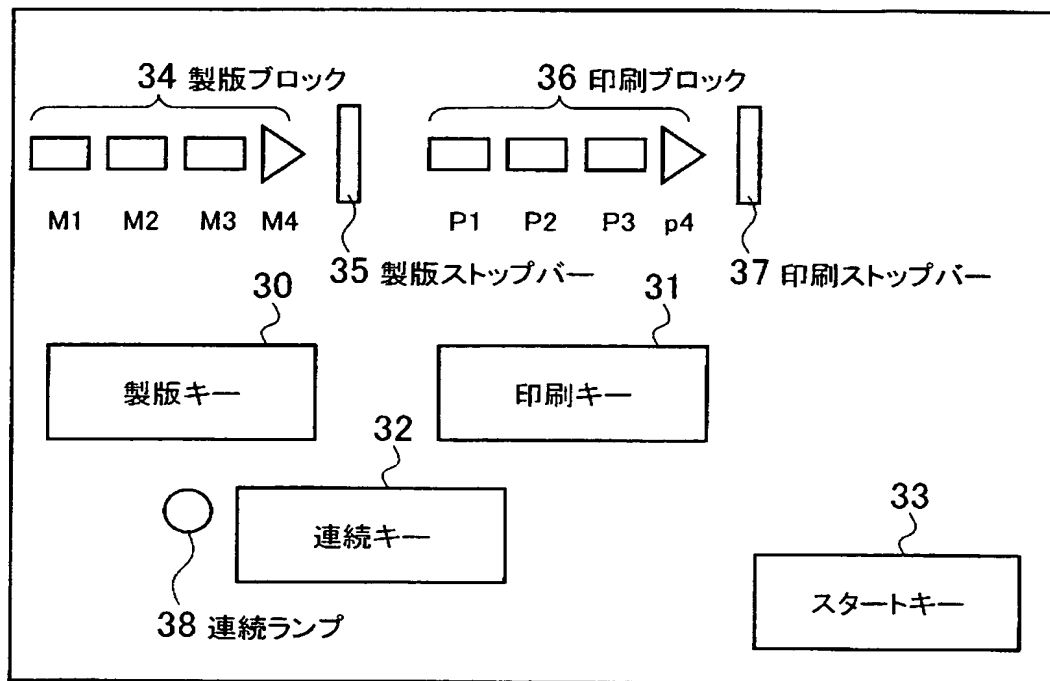 34 製版ブロック
36 印刷ブロック
M1 M2 M3 M4
P1 P2 P3 p4
35 製版ストップバー
37 印刷ストップバー
30
31
製版キー
印刷キー
32
連続キー
33
スタートキー
38 連続ランプ